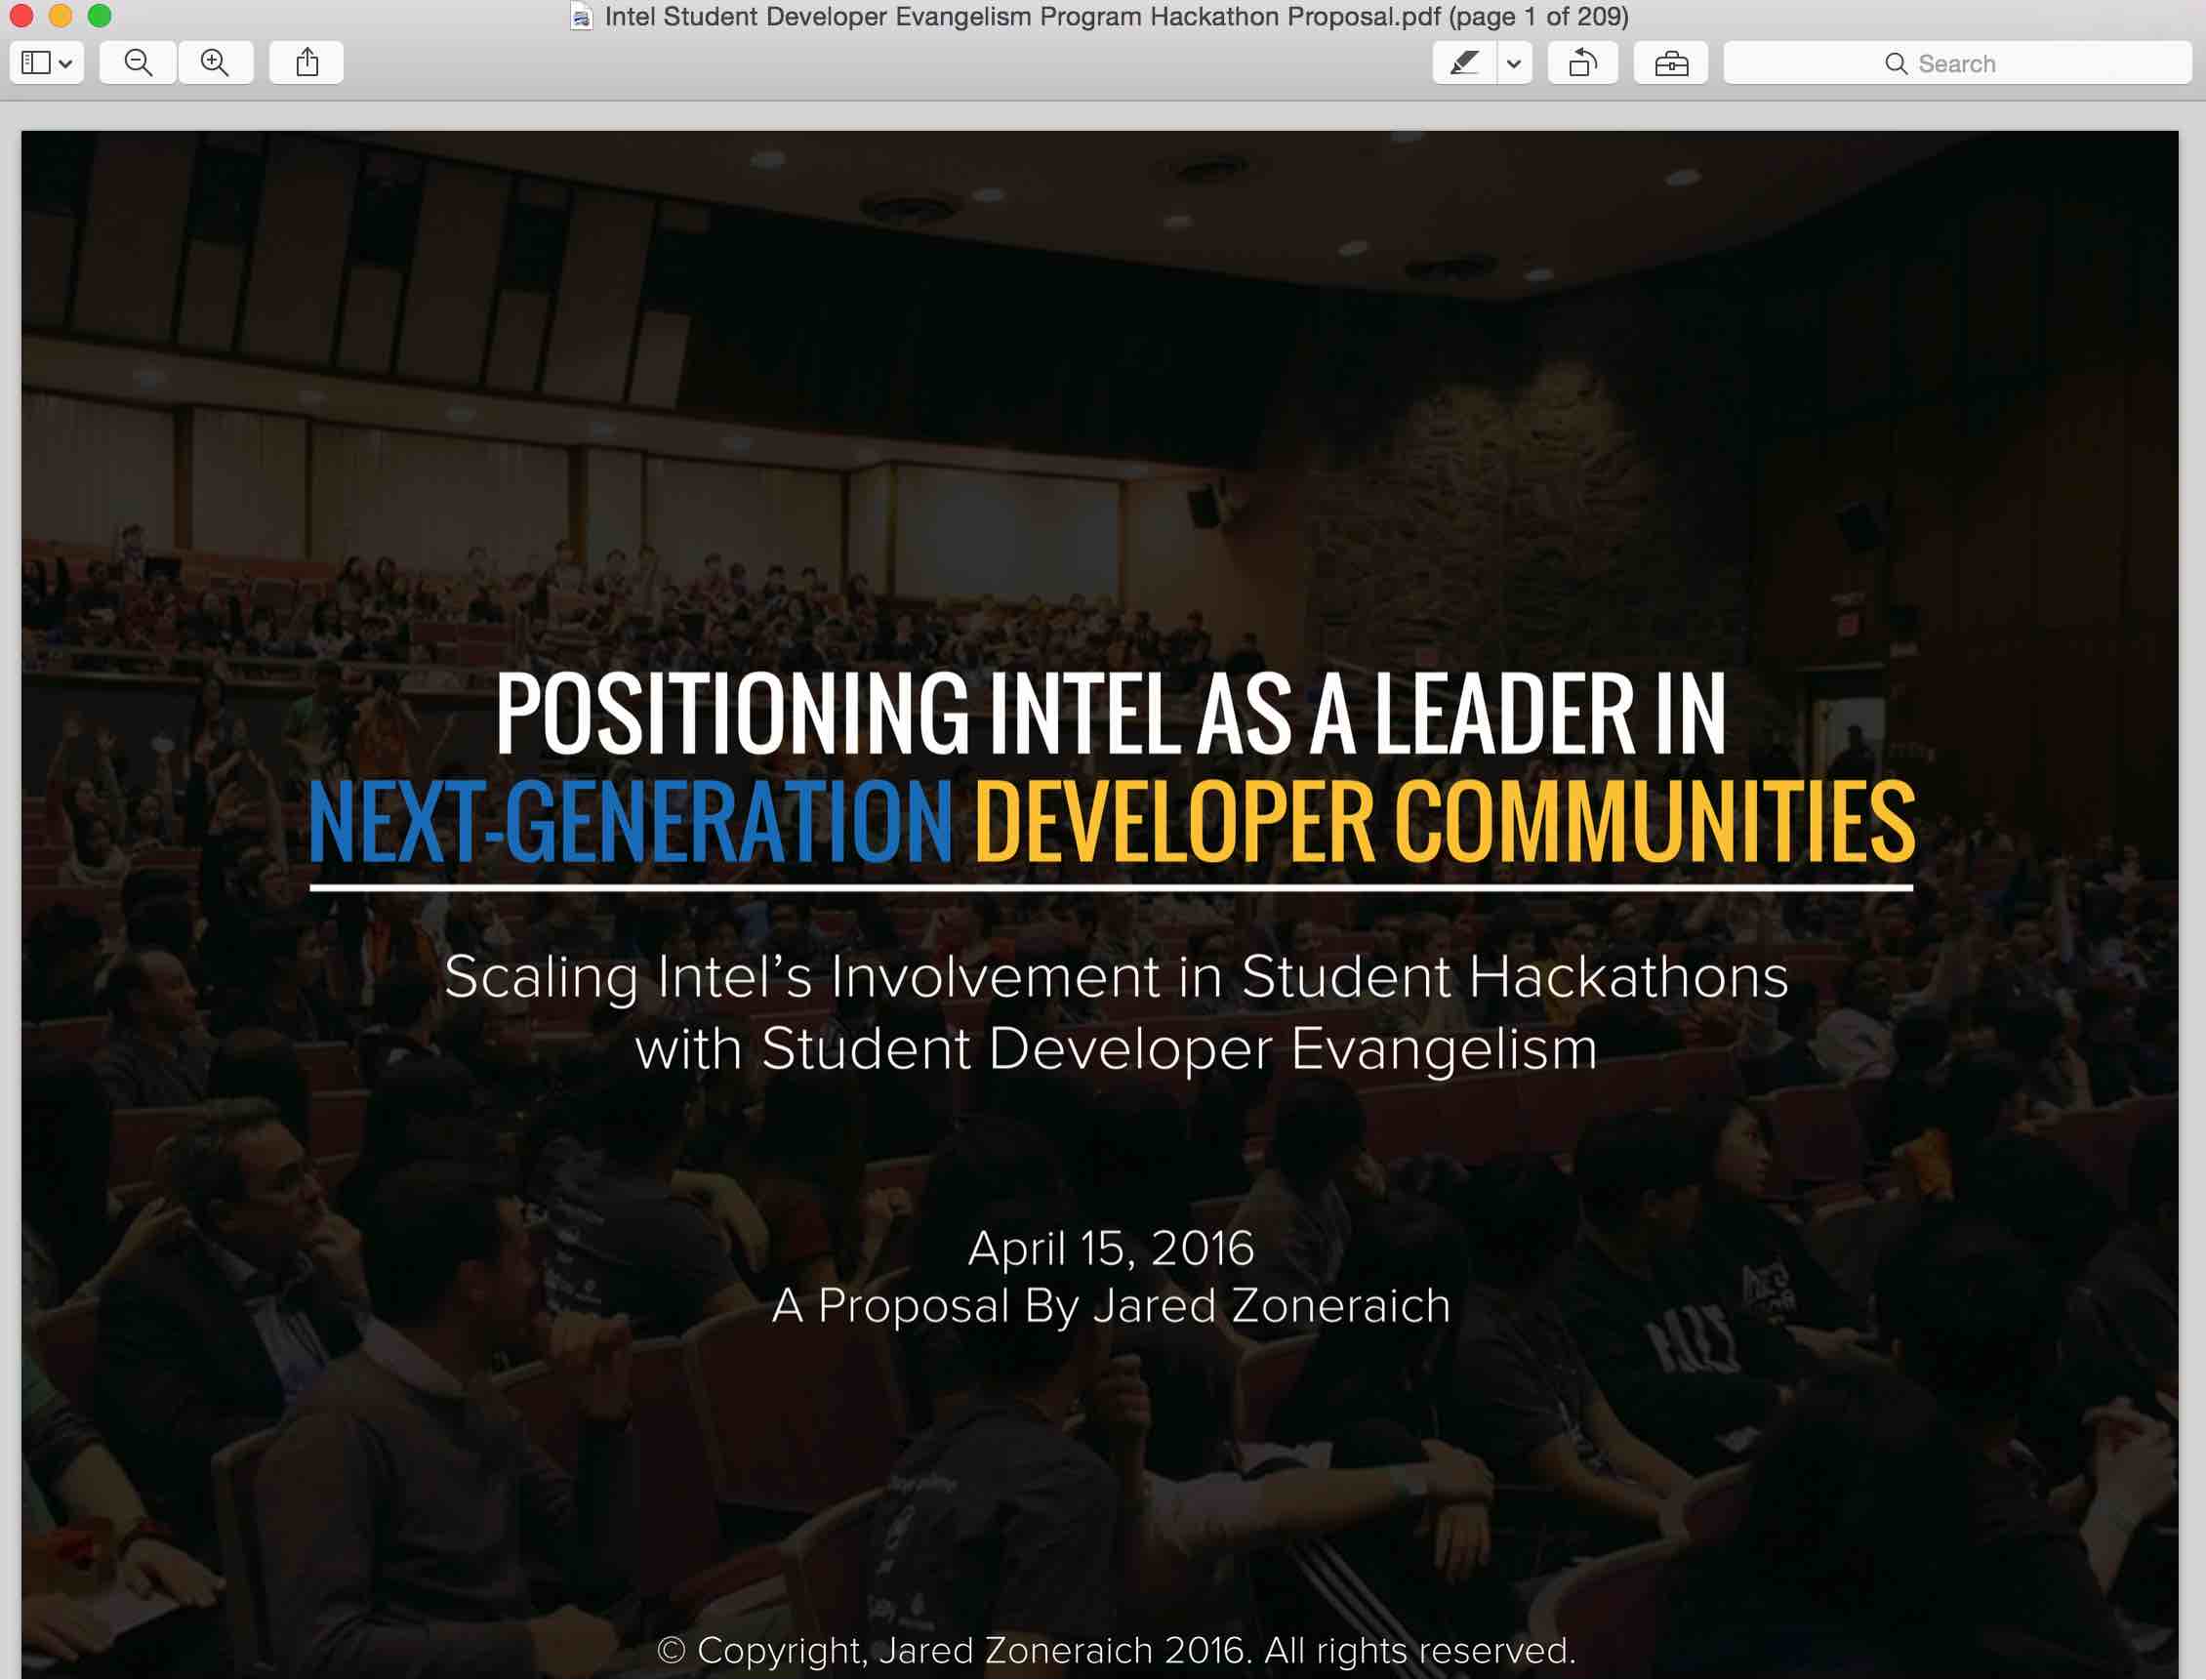 Intel Student Developer Evangelism Program Hackathon Proposal.pdf (page 1 of 209)
Search
POSITIONING INTEL AS A LEADER IN
NEXT-GENERATION DEVELOPER COMMUNITIES
Scaling Intel’s Involvement in Student Hackathons
with Student Developer Evangelism
April 15, 2016
A Proposal By Jared Zoneraich
© Copyright, Jared Zoneraich 2016. All rights reserved.